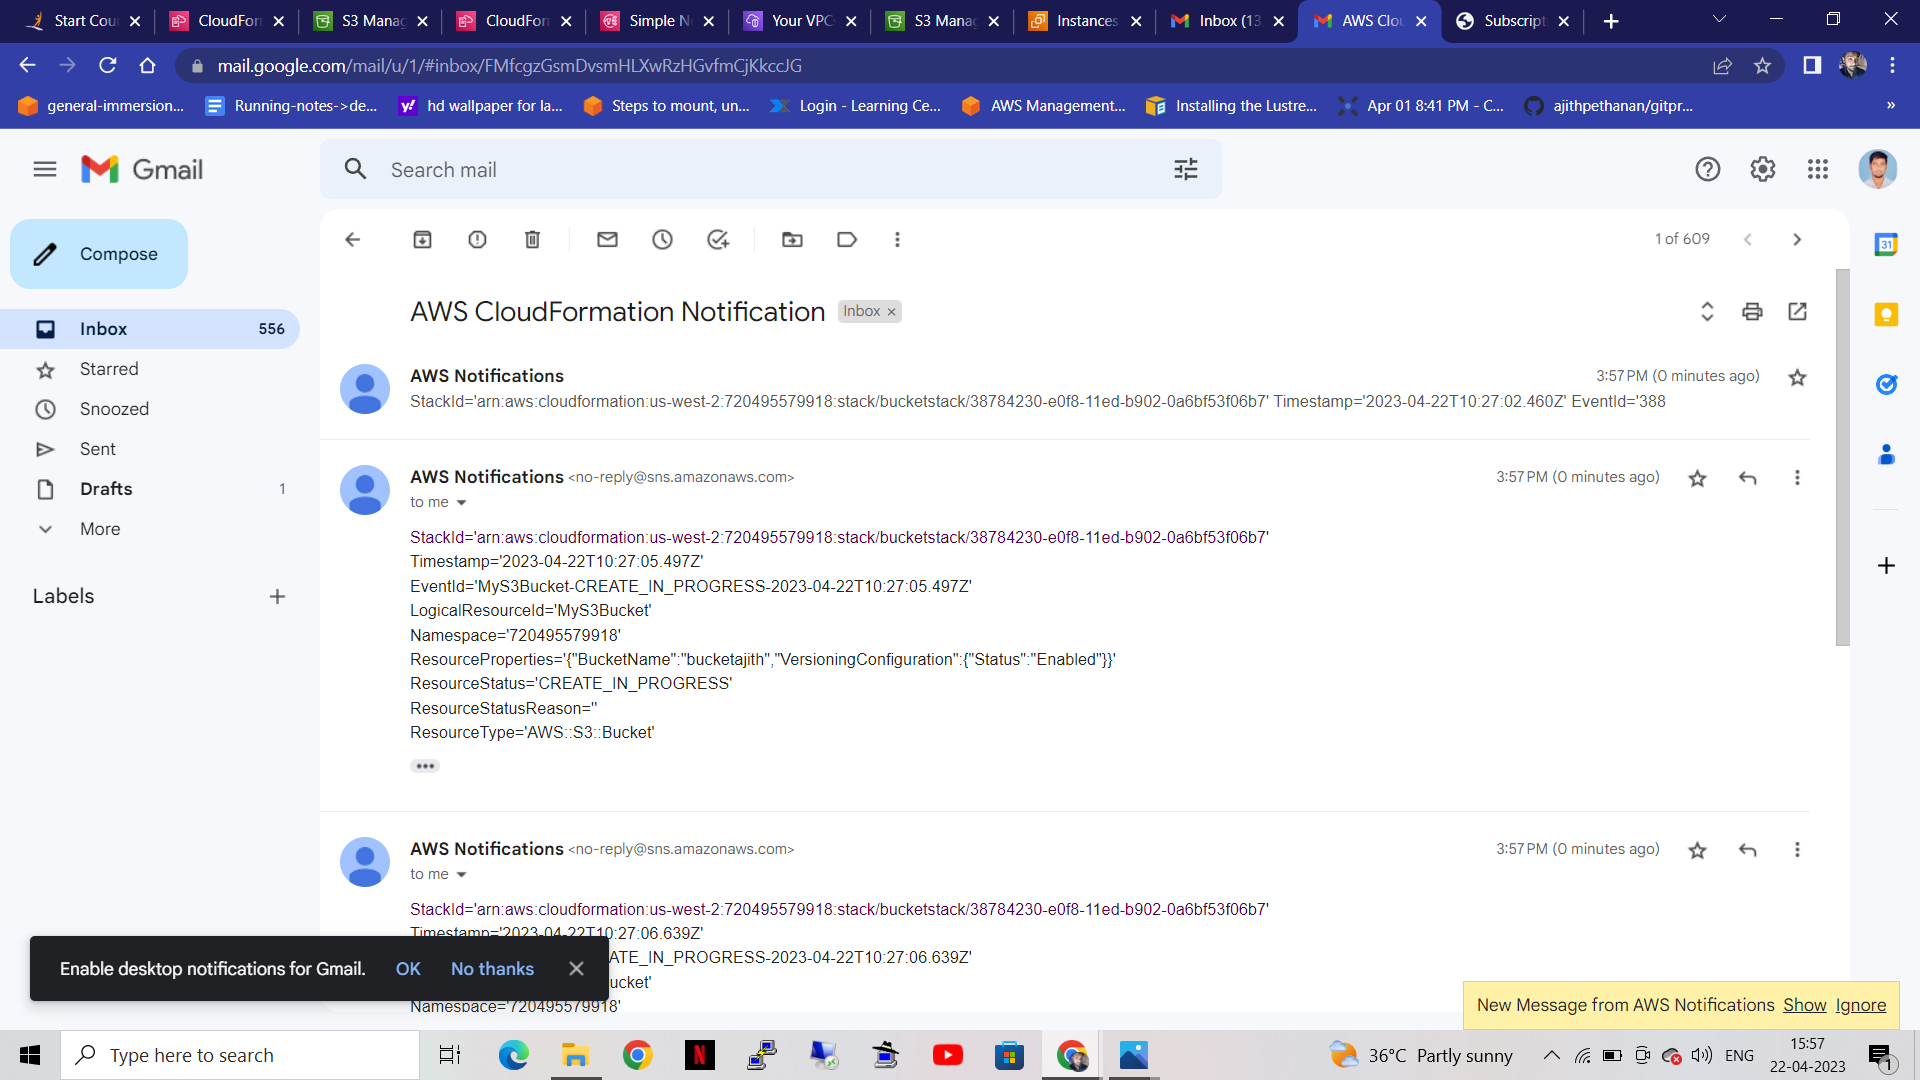 Start Cour
CloudForr
S3 Manag
CloudForr
Simple No
Your VPCs
S3 Manag
Instances
Inbox (13
AWS Clou
Subscripti
mail.google.com/mail/u/1/#inbox/FMfcgzGsmDvsmHLXwRzHGvfmCjKkccJG
general-immersion...
Running-notes->de...
hd wallpaper for la...
Steps to mount, un...
Login - Learning Ce...
AWS Management...
Installing the Lustre...
Apr 01 8:41 PM - C...
ajithpethanan/gitpr...
»
Gmail
Search mail
Compose
1 of 609
AWS CloudFormation Notification
Inbox ×
Inbox 556
Starred
Snoozed
Sent
Drafts 1
More
Labels
AWS Notifications
3:57 PM (0 minutes ago)
StackId='arn:aws:cloudformation:us-west-2:720495579918:stack/bucketstack/38784230-e0f8-11ed-b902-0a6bf53f06b7' Timestamp='2023-04-22T10:27:02.460Z' EventId='388
AWS Notifications <no-reply@sns.amazonaws.com>
3:57 PM (0 minutes ago)
to me
StackId='arn:aws:cloudformation:us-west-2:720495579918:stack/bucketstack/38784230-e0f8-11ed-b902-0a6bf53f06b7'
Timestamp='2023-04-22T10:27:05.497Z'
EventId='MyS3Bucket-CREATE_IN_PROGRESS-2023-04-22T10:27:05.497Z'
LogicalResourceId='MyS3Bucket'
Namespace='720495579918'
ResourceProperties='{"BucketName":"bucketajith","VersioningConfiguration":{"Status":"Enabled"}}'
ResourceStatus='CREATE_IN_PROGRESS'
ResourceStatusReason=''
ResourceType='AWS::S3::Bucket'
AWS Notifications <no-reply@sns.amazonaws.com>
3:57 PM (0 minutes ago)
to me
StackId='arn:aws:cloudformation:us-west-2:720495579918:stack/bucketstack/38784230-e0f8-11ed-b902-0a6bf53f06b7'
Timestamp='2023-04-22T10:27:06.639Z'
ATE_IN_PROGRESS-2023-04-22T10:27:06.639Z'
ucket'
Namespace='720495579918'
Enable desktop notifications for Gmail. OK No thanks
New Message from AWS Notifications Show Ignore
31
Type here to search
36°C Partly sunny
ENG
15:57
22-04-2023
1